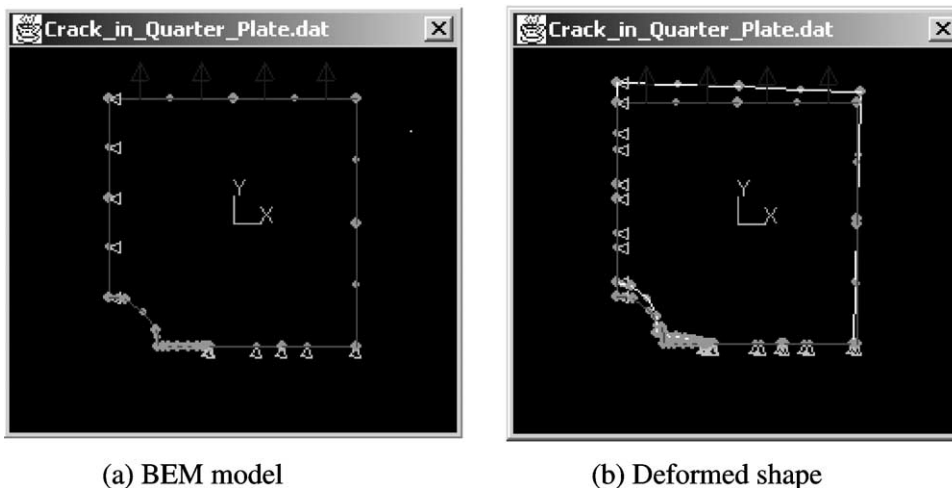 Crack_in_Quarter_Plate.dat
Y
X
(a) BEM model
Crack_in_Quarter_Plate.dat
Y
X
(b) Deformed shape